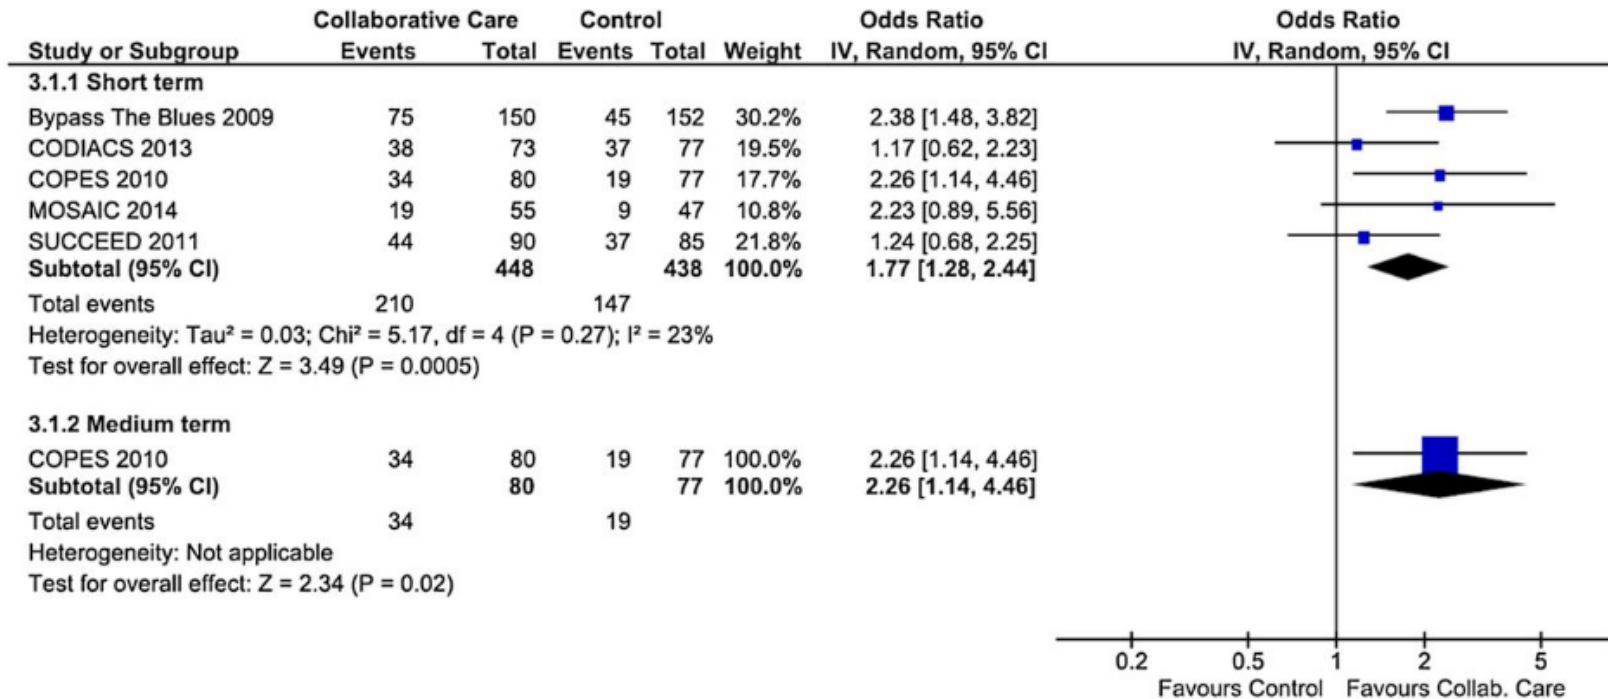 Collaborative Care Control Odds Ratio Odds Ratio
Study or Subgroup Events Total Events Total Weight IV, Random, 95% CI IV, Random, 95% CI
3.1.1 Short term
Bypass The Blues 2009 75 150 45 152 30.2% 2.38 [1.48, 3.82]
CODIACS 2013 38 73 37 77 19.5% 1.17 [0.62, 2.23]
COPES 2010 34 80 19 77 17.7% 2.26 [1.14, 4.46]
MOSAIC 2014 19 55 9 47 10.8% 2.23 [0.89, 5.56]
SUCCEED 2011 44 90 37 85 21.8% 1.24 [0.68, 2.25]
Subtotal (95% CI) 448 438 100.0% 1.77 [1.28, 2.44]
Total events 210 147
Heterogeneity: Tau² = 0.03; Chi² = 5.17, df = 4 (P = 0.27); I² = 23%
Test for overall effect: Z = 3.49 (P = 0.0005)
3.1.2 Medium term
COPES 2010 34 80 19 77 100.0% 2.26 [1.14, 4.46]
Subtotal (95% CI) 80 77 100.0% 2.26 [1.14, 4.46]
Total events 34 19
Heterogeneity: Not applicable
Test for overall effect: Z = 2.34 (P = 0.02)
0.2 0.5 1 2 5
Favours Control Favours Collab. Care